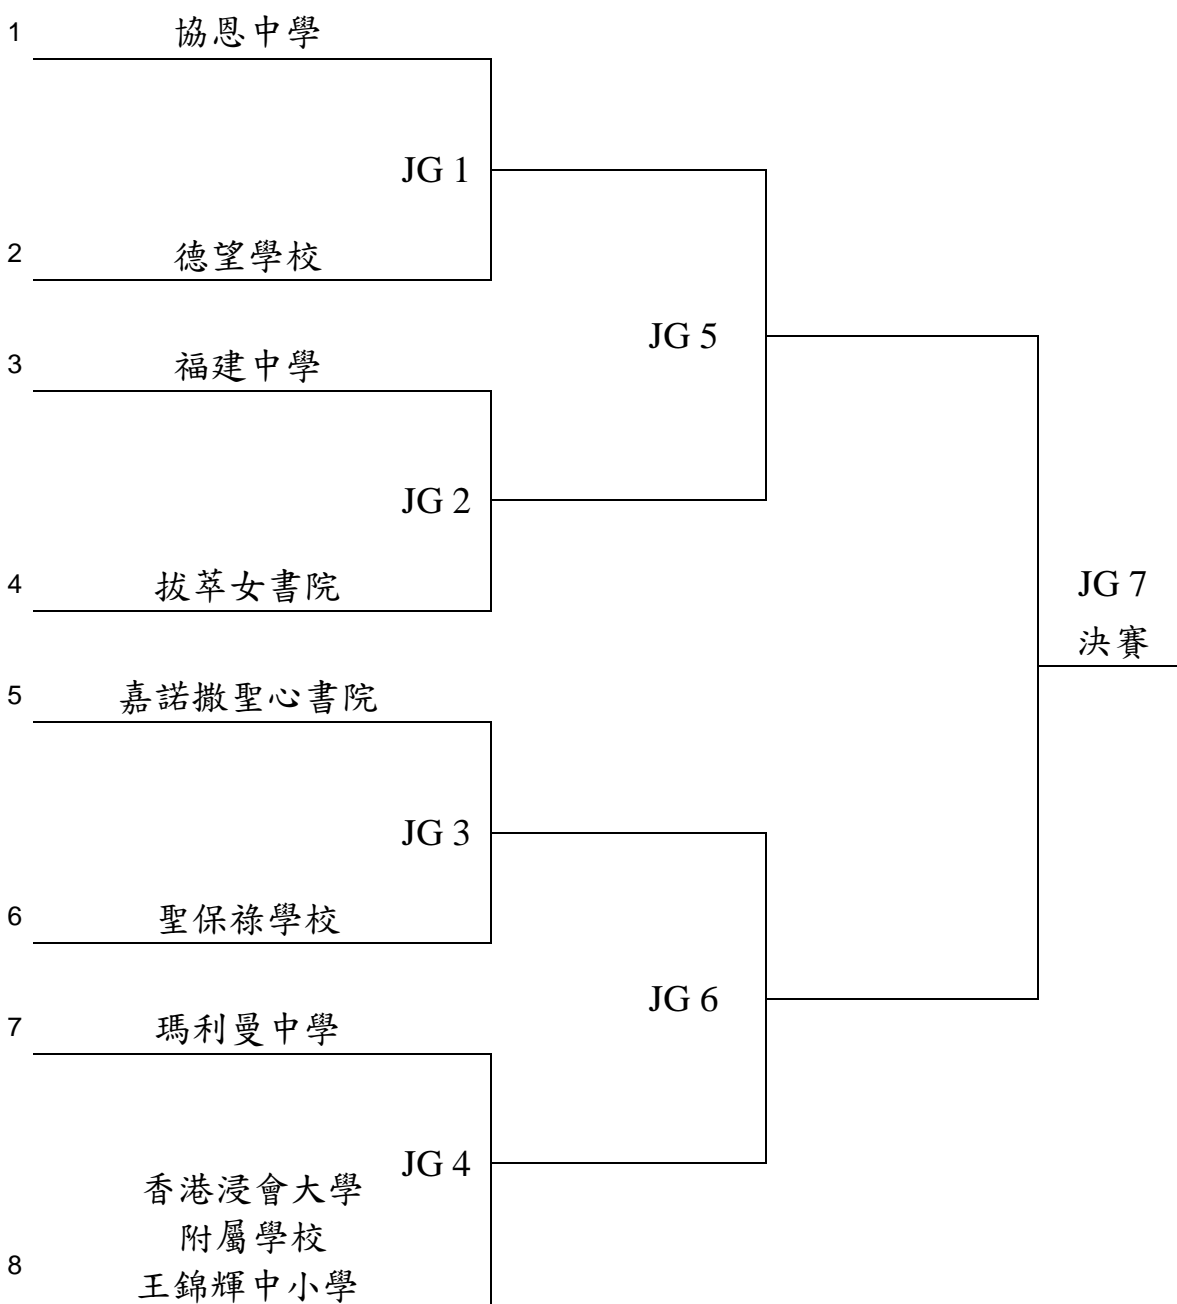 1 協恩中學
JG 1
2 德望學校
JG 5
3 福建中學
JG 2
4 拔萃女書院
JG 7
決賽
5 嘉諾撒聖心書院
JG 3
6 聖保祿學校
JG 6
7 瑪利曼中學
JG 4
香港浸會大學
附屬學校
8 王錦輝中小學